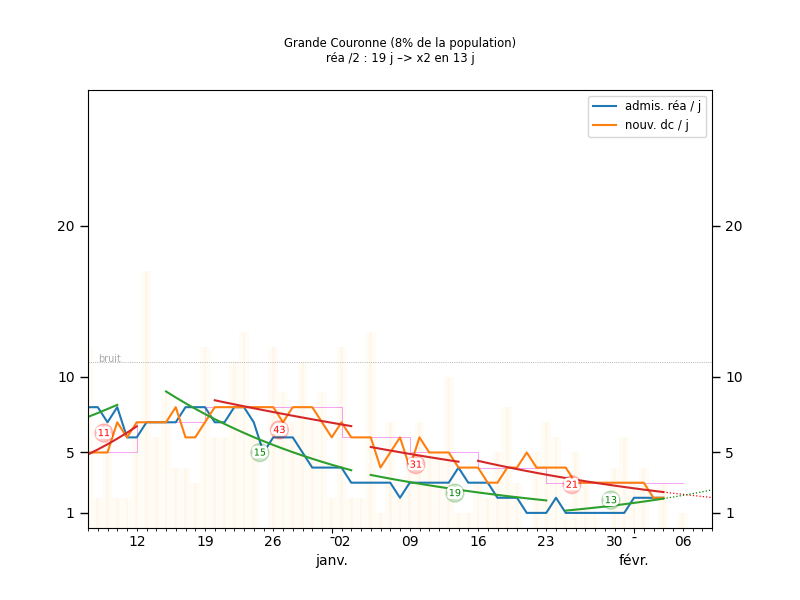 Grande Couronne (8% de la population)
réa /2 : 19 j –> x2 en 13 j
admis. réa / j
nouv. dc / j
20 20
bruit
10 10
11 43 15 31 19 21 13
5 5
1 1
12 19 26 02 09 16 23 30 06
janv. févr.